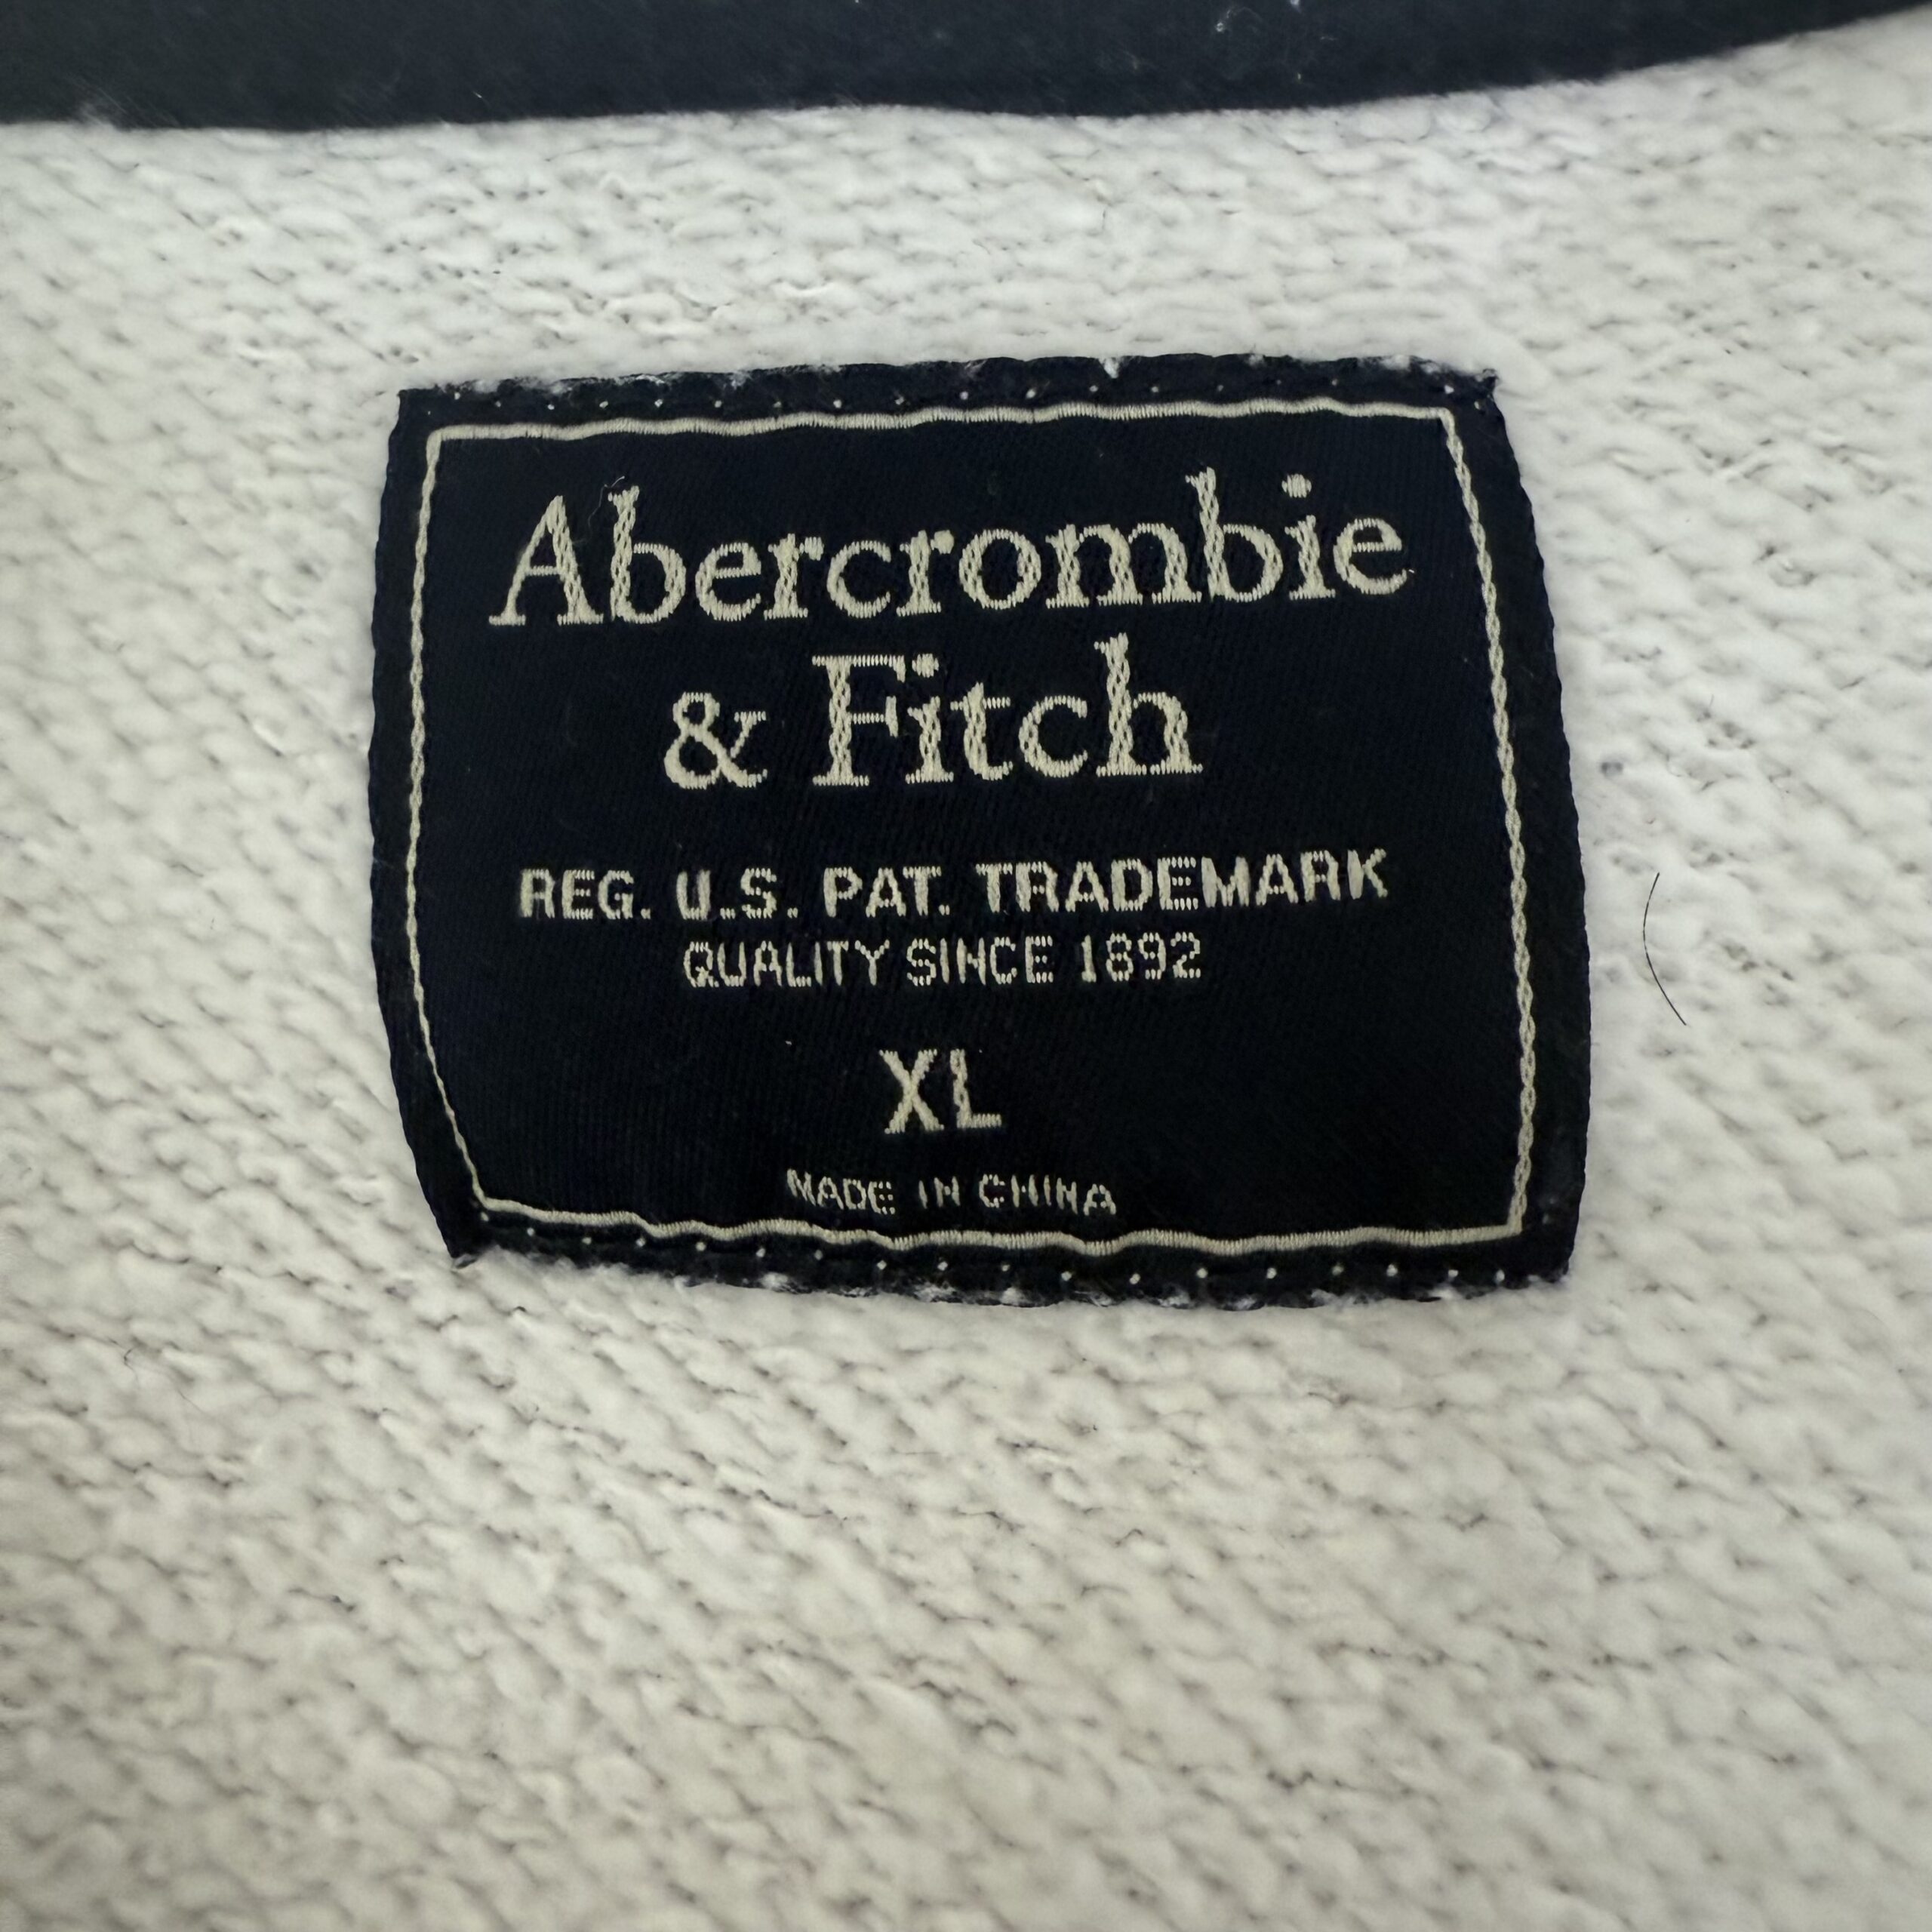 Abercrombie
& Fitch
REG. U.S. PAT. TRADEMARK
QUALITY SINCE 1892
XL
MADE IN CHINA